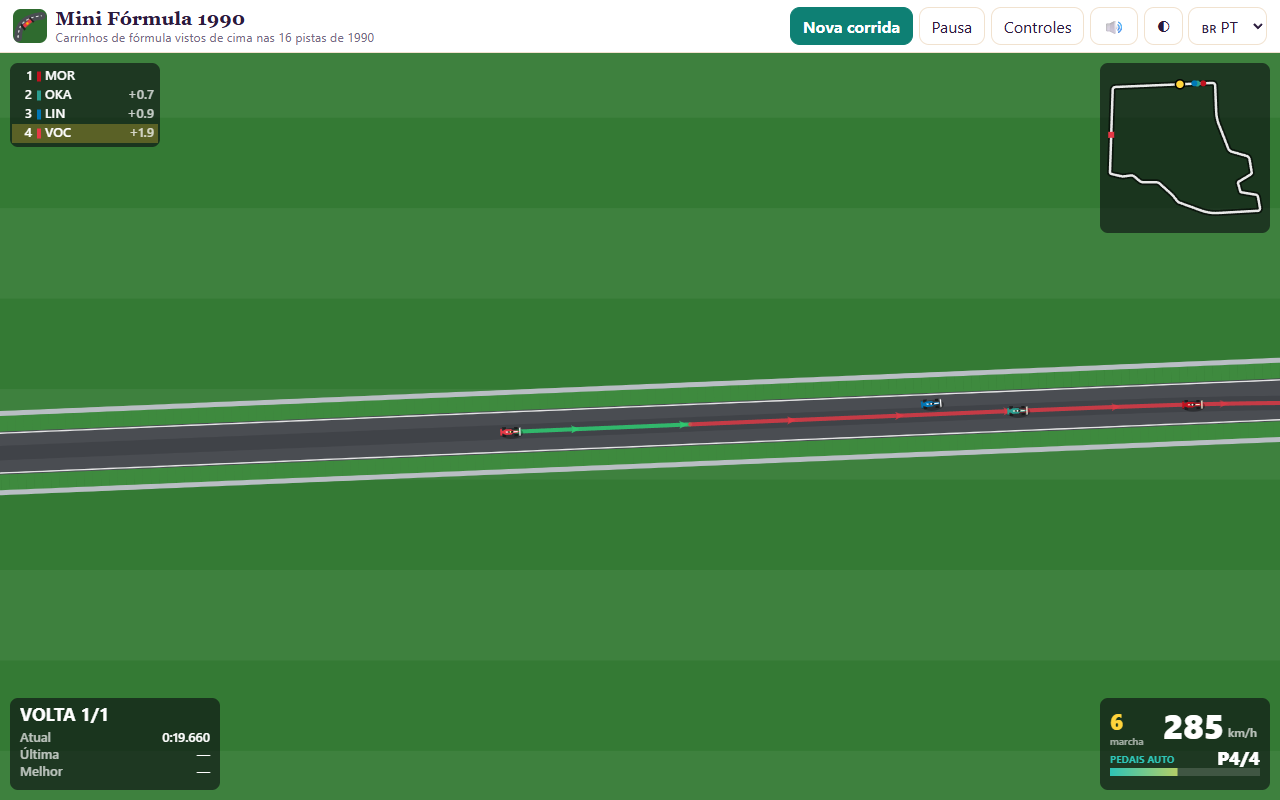 Mini Fórmula 1990
Carrinhos de fórmula vistos de cima nas 16 pistas de 1990
Nova corrida
Pausa
Controles
BR PT
1 MOR
2 OKA +0.7
3 LIN +0.9
4 VOC +1.9
VOLTA 1/1
Atual 0:19.660
Última —
Melhor —
6 285 km/h
marcha
PEDAIS AUTO P4/4